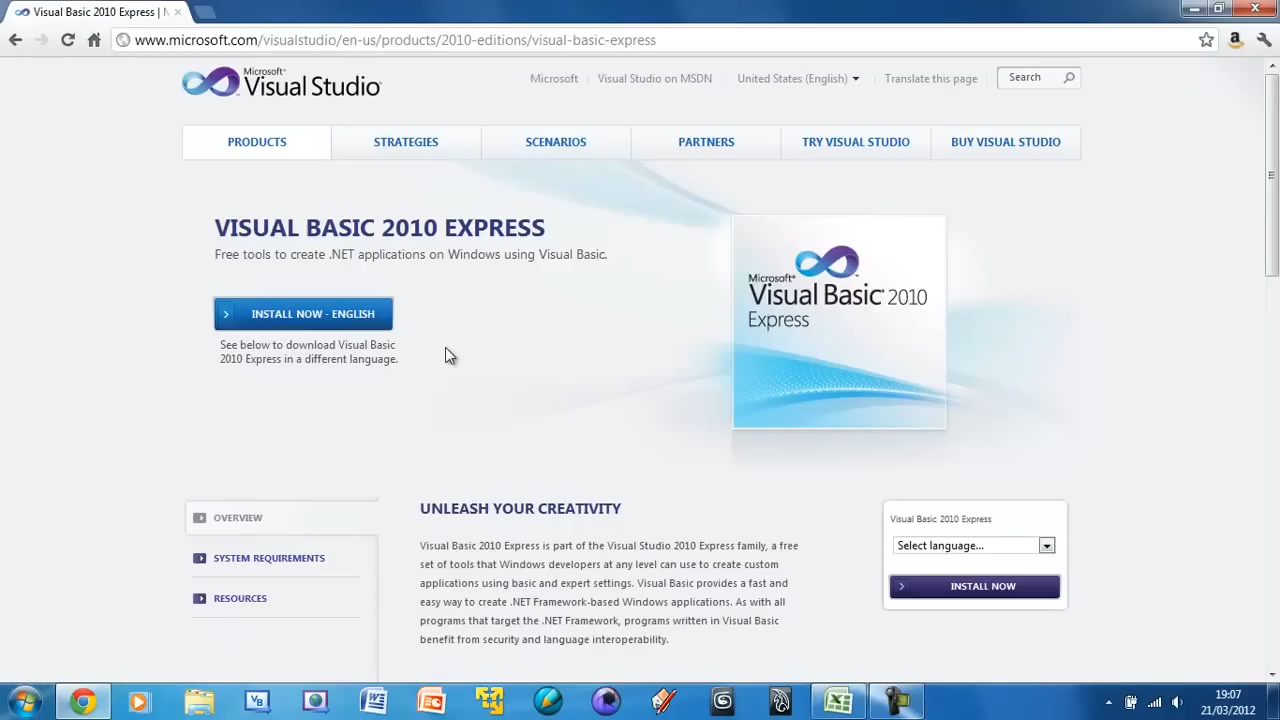 Visual Basic 2010 Express |
www.microsoft.com/visualstudio/en-us/products/2010-editions/visual-basic-express
Microsoft®
Visual Studio®
Microsoft
Visual Studio on MSDN
United States (English)
Translate this page
Search
PRODUCTS
STRATEGIES
SCENARIOS
PARTNERS
TRY VISUAL STUDIO
BUY VISUAL STUDIO
VISUAL BASIC 2010 EXPRESS
Free tools to create .NET applications on Windows using Visual Basic.
INSTALL NOW - ENGLISH
See below to download Visual Basic
2010 Express in a different language.
Microsoft®
Visual Basic® 2010
Express
OVERVIEW
SYSTEM REQUIREMENTS
RESOURCES
UNLEASH YOUR CREATIVITY
Visual Basic 2010 Express is part of the Visual Studio 2010 Express family, a free
set of tools that Windows developers at any level can use to create custom
applications using basic and expert settings. Visual Basic provides a fast and
easy way to create .NET Framework-based Windows applications. As with all
programs that target the .NET Framework, programs written in Visual Basic
benefit from security and language interoperability.
Visual Basic 2010 Express
Select language...
INSTALL NOW
19:07
21/03/2012